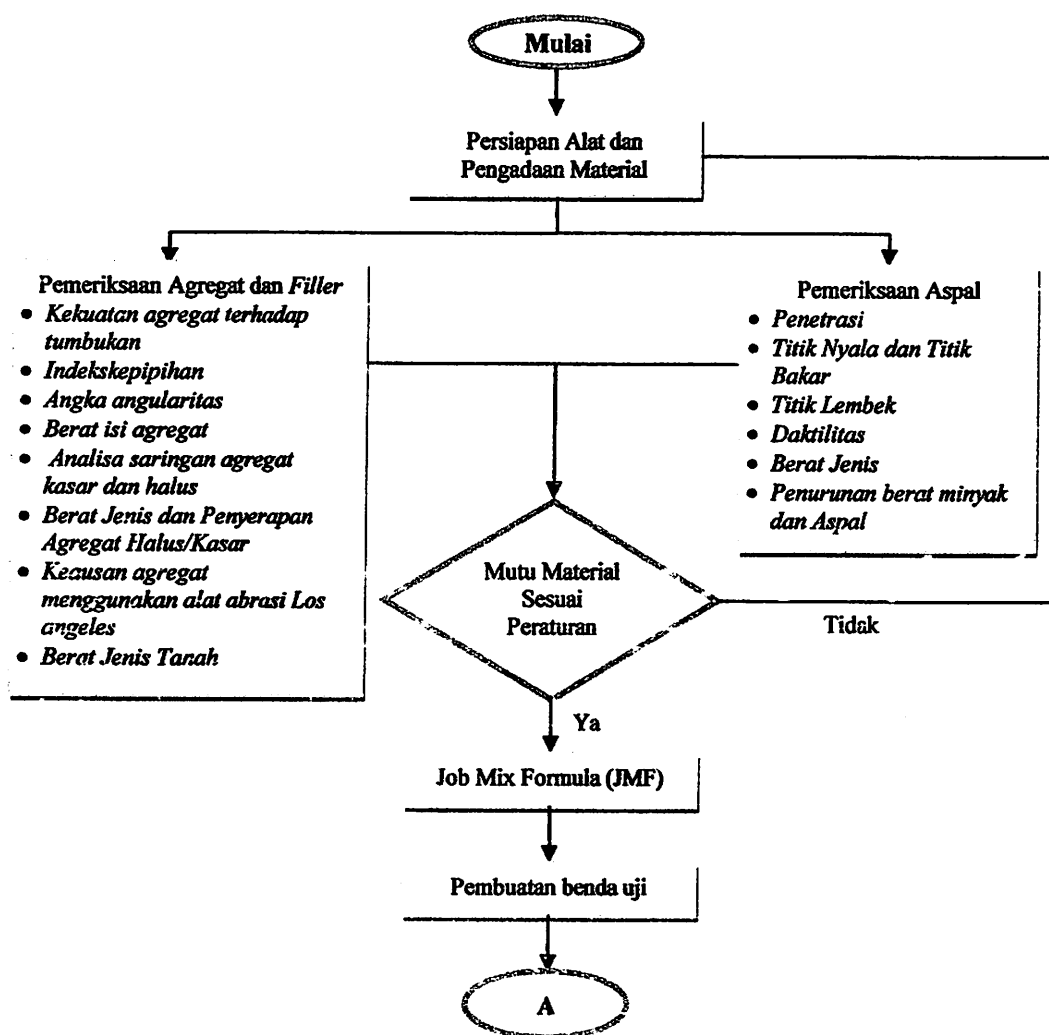 Mulai
Persiapan Alat dan
Pengadaan Material
Pemeriksaan Agregat dan Filler
• Kekuatan agregat terhadap
tumbukan
• Indekskepipihan
• Angka angularitas
• Berat isi agregat
• Analisa saringan agregat
kasar dan halus
• Berat Jenis dan Penyerapan
Agregat Halus/Kasar
• Keausan agregat
menggunakan alat abrasi Los
angeles
• Berat Jenis Tanah
Pemeriksaan Aspal
• Penetrasi
• Titik Nyala dan Titik
Bakar
• Titik Lembek
• Daktilitas
• Berat Jenis
• Penurunan berat minyak
dan Aspal
Mutu Material
Sesuai
Peraturan
Tidak
Ya
Job Mix Formula (JMF)
Pembuatan benda uji
A